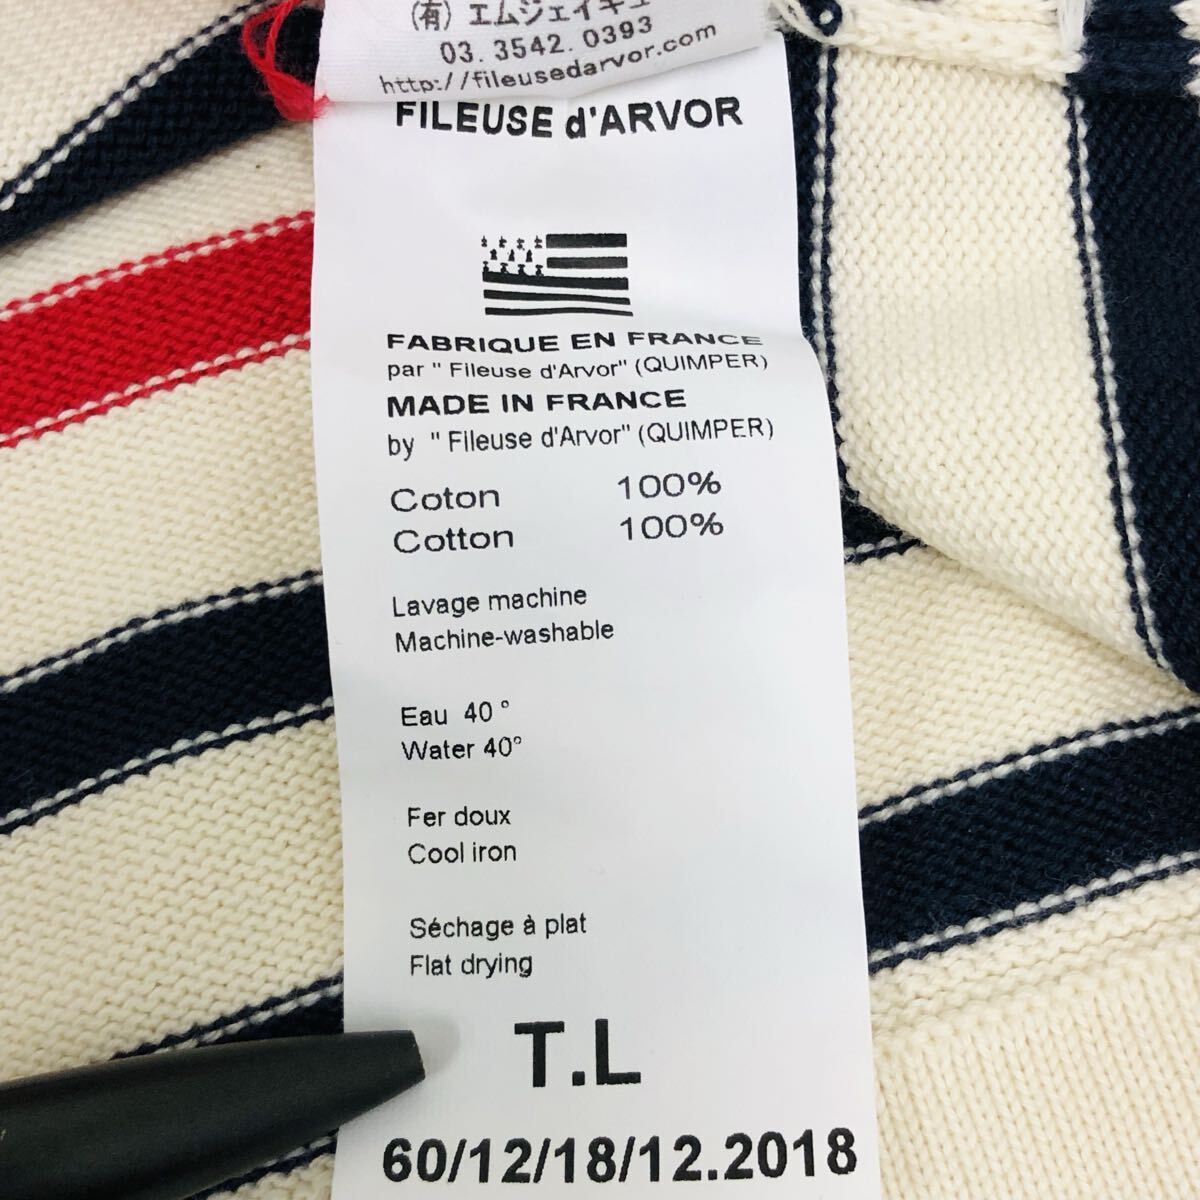 (有) エムジェイキュー
03. 3542. 0393
http://fileusedarvor.com
FILEUSE d'ARVOR
FABRIQUE EN FRANCE
par " Fileuse d'Arvor" (QUIMPER)
MADE IN FRANCE
by " Fileuse d'Arvor" (QUIMPER)
Coton 100%
Cotton 100%
Lavage machine
Machine-washable
Eau 40 °
Water 40°
Fer doux
Cool iron
Séchage à plat
Flat drying
T.L
60/12/18/12.2018